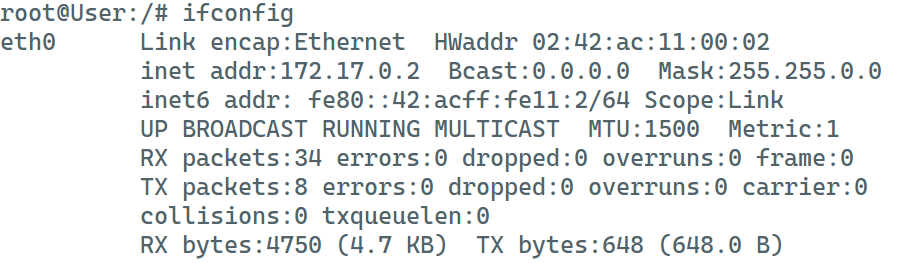 root@User:/# ifconfig
eth0      Link encap:Ethernet  HWaddr 02:42:ac:11:00:02
          inet addr:172.17.0.2  Bcast:0.0.0.0  Mask:255.255.0.0
          inet6 addr: fe80::42:acff:fe11:2/64 Scope:Link
          UP BROADCAST RUNNING MULTICAST  MTU:1500  Metric:1
          RX packets:34 errors:0 dropped:0 overruns:0 frame:0
          TX packets:8 errors:0 dropped:0 overruns:0 carrier:0
          collisions:0 txqueuelen:0
          RX bytes:4750 (4.7 KB)  TX bytes:648 (648.0 B)